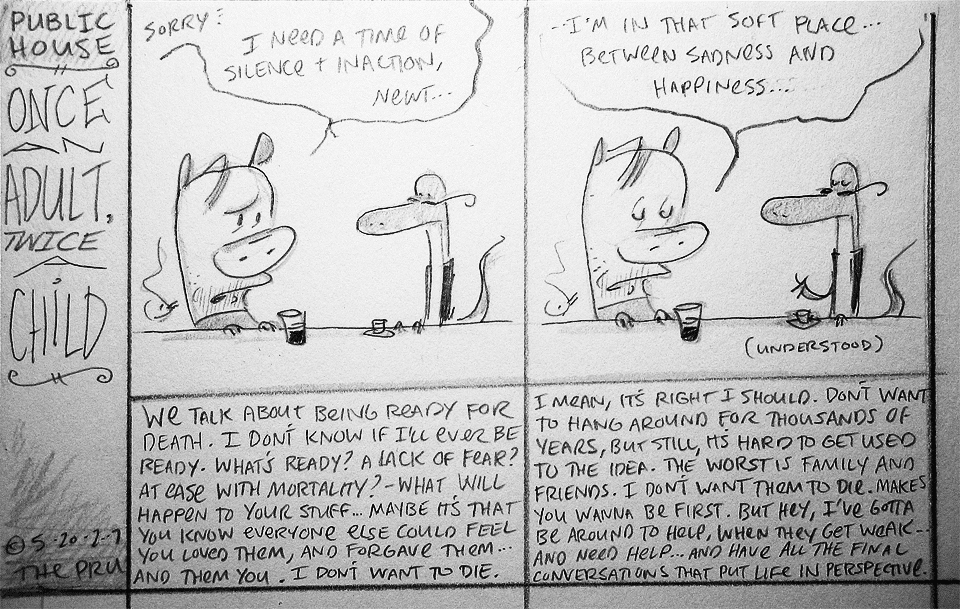 PUBLIC
HOUSE
ONCE
AN
ADULT,
TWICE
A
CHILD
SORRY:
I NEED A TIME OF
SILENCE + INACTION,
NEWT...
-I'M IN THAT SOFT PLACE...
BETWEEN SADNESS AND
HAPPINESS...
(UNDERSTOOD)
WE TALK ABOUT BEING READY FOR
DEATH. I DON'T KNOW IF I'LL EVER BE
READY. WHAT'S READY? A LACK OF FEAR?
AT EASE WITH MORTALITY? - WHAT WILL
HAPPEN TO YOUR STUFF... MAYBE IT'S THAT
YOU KNOW EVERYONE ELSE COULD FEEL
YOU LOVED THEM, AND FORGAVE THEM...
AND THEM YOU. I DON'T WANT TO DIE.
I MEAN, IT'S RIGHT I SHOULD. DON'T WANT
TO HANG AROUND FOR THOUSANDS OF
YEARS, BUT STILL, IT'S HARD TO GET USED
TO THE IDEA. THE WORST IS FAMILY AND
FRIENDS. I DON'T WANT THEM TO DIE. MAKES
YOU WANNA BE FIRST. BUT HEY, I'VE GOTTA
BE AROUND TO HELP, WHEN THEY GET WEAK...
AND NEED HELP... AND HAVE ALL THE FINAL
CONVERSATIONS THAT PUT LIFE IN PERSPECTIVE.
© 5-20-2-1
THE PRU